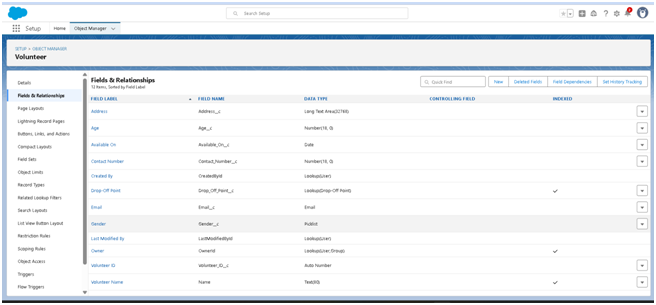 Search Setup
Setup
Home
Object Manager
SETUP > OBJECT MANAGER
Volunteer
Details
Fields & Relationships
Page Layouts
Lightning Record Pages
Buttons, Links, and Actions
Compact Layouts
Field Sets
Object Limits
Record Types
Related Lookup Filters
Search Layouts
List View Button Layout
Restriction Rules
Scoping Rules
Object Access
Triggers
Flow Triggers
Fields & Relationships
12 Items, Sorted by Field Label
Quick Find
New
Deleted Fields
Field Dependencies
Set History Tracking
FIELD LABEL FIELD NAME DATA TYPE CONTROLLING FIELD INDEXED
Address Address__c Long Text Area(32768)
Age Age__c Number(18, 0)
Available On Available_On__c Date
Contact Number Contact_Number__c Number(18, 0)
Created By CreatedById Lookup(User)
Drop-Off Point Drop_Off_Point__c Lookup(Drop-Off Point)
Email Email__c Email
Last Modified By LastModifiedById Lookup(User)
Owner OwnerId Lookup(User,Group)
Volunteer ID Volunteer_ID__c Auto Number
Volunteer Name Name Text(80)